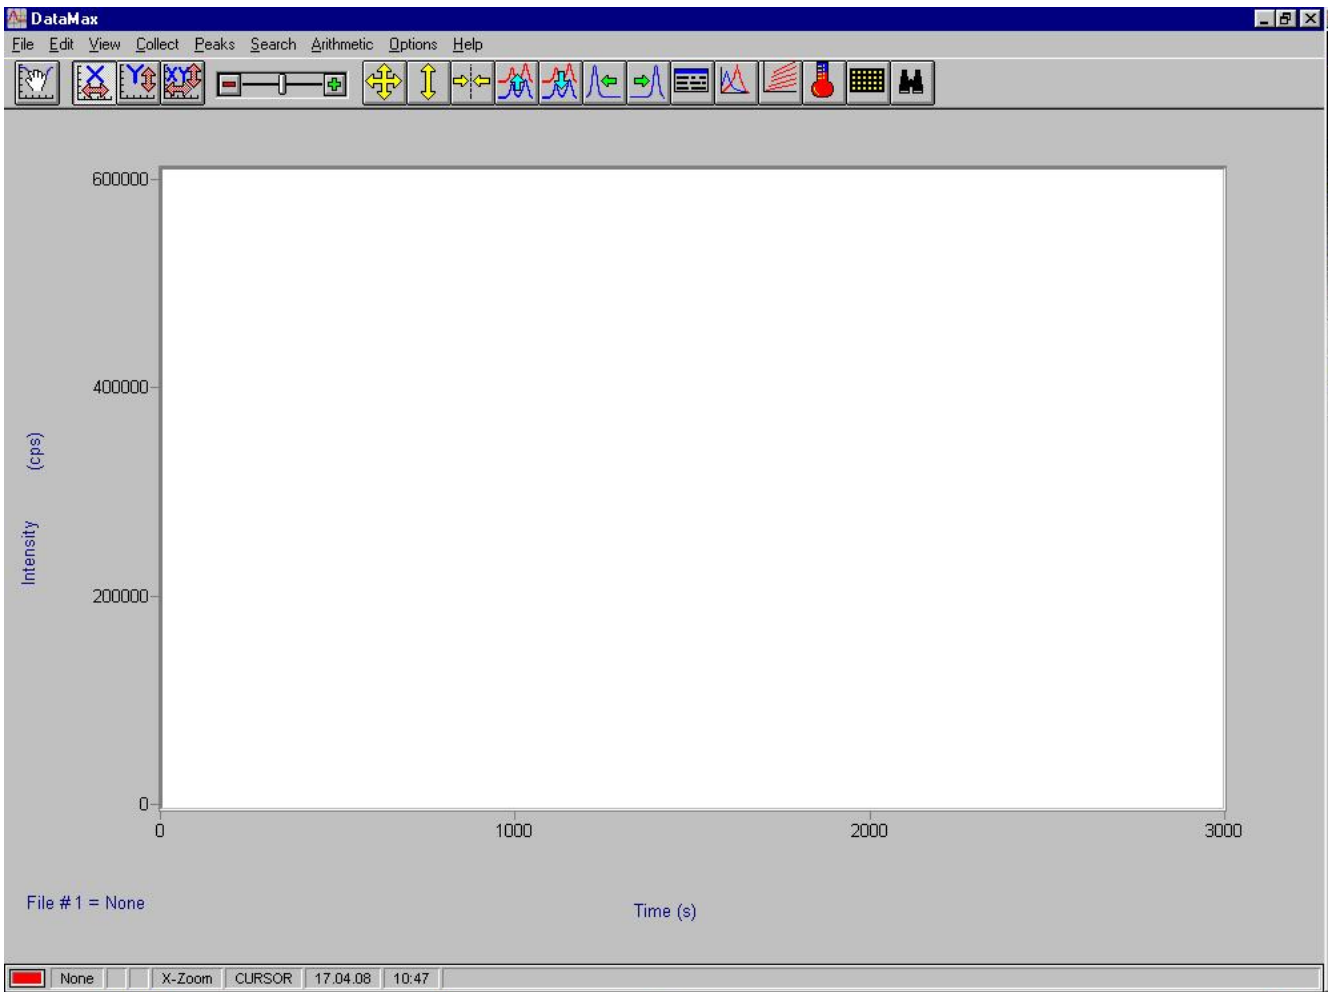 DataMax
File Edit View Collect Peaks Search Arithmetic Options Help
X Y XY
600000
400000
200000
0
Intensity (cps)
0 1000 2000 3000
File # 1 = None
Time (s)
None X-Zoom CURSOR 17.04.08 10:47